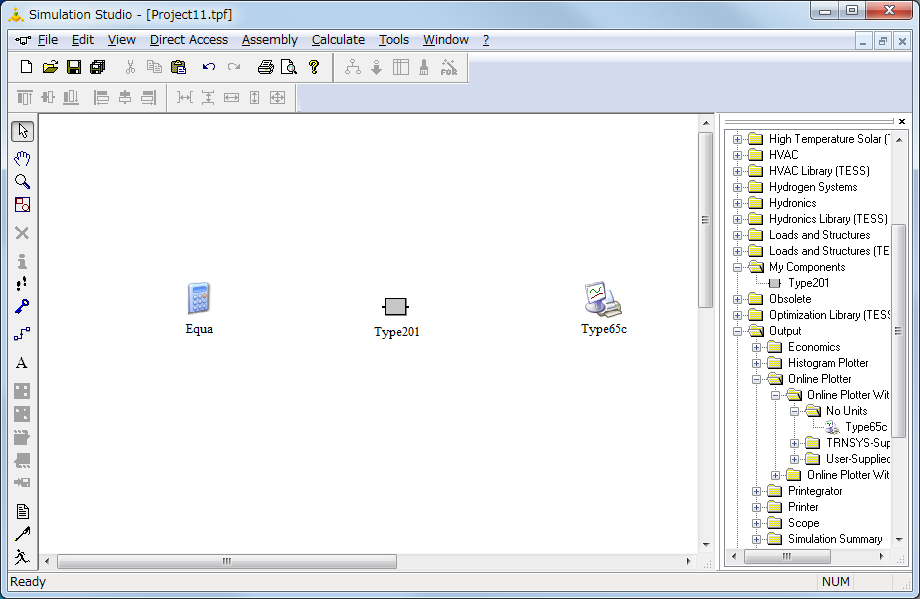 Simulation Studio - [Project11.tpf]
File Edit View Direct Access Assembly Calculate Tools Window ?
FOR
A
Equa
Type201
Type65c
High Temperature Solar (T
HVAC
HVAC Library (TESS)
Hydrogen Systems
Hydronics
Hydronics Library (TESS)
Loads and Structures
Loads and Structures (TE
My Components
Type201
Obsolete
Optimization Library (TESS
Output
Economics
Histogram Plotter
Online Plotter
Online Plotter Wit
No Units
Type65c
TRNSYS-Sup
User-Supplied
Online Plotter Wit
Printegrator
Printer
Scope
Simulation Summary
Ready
NUM